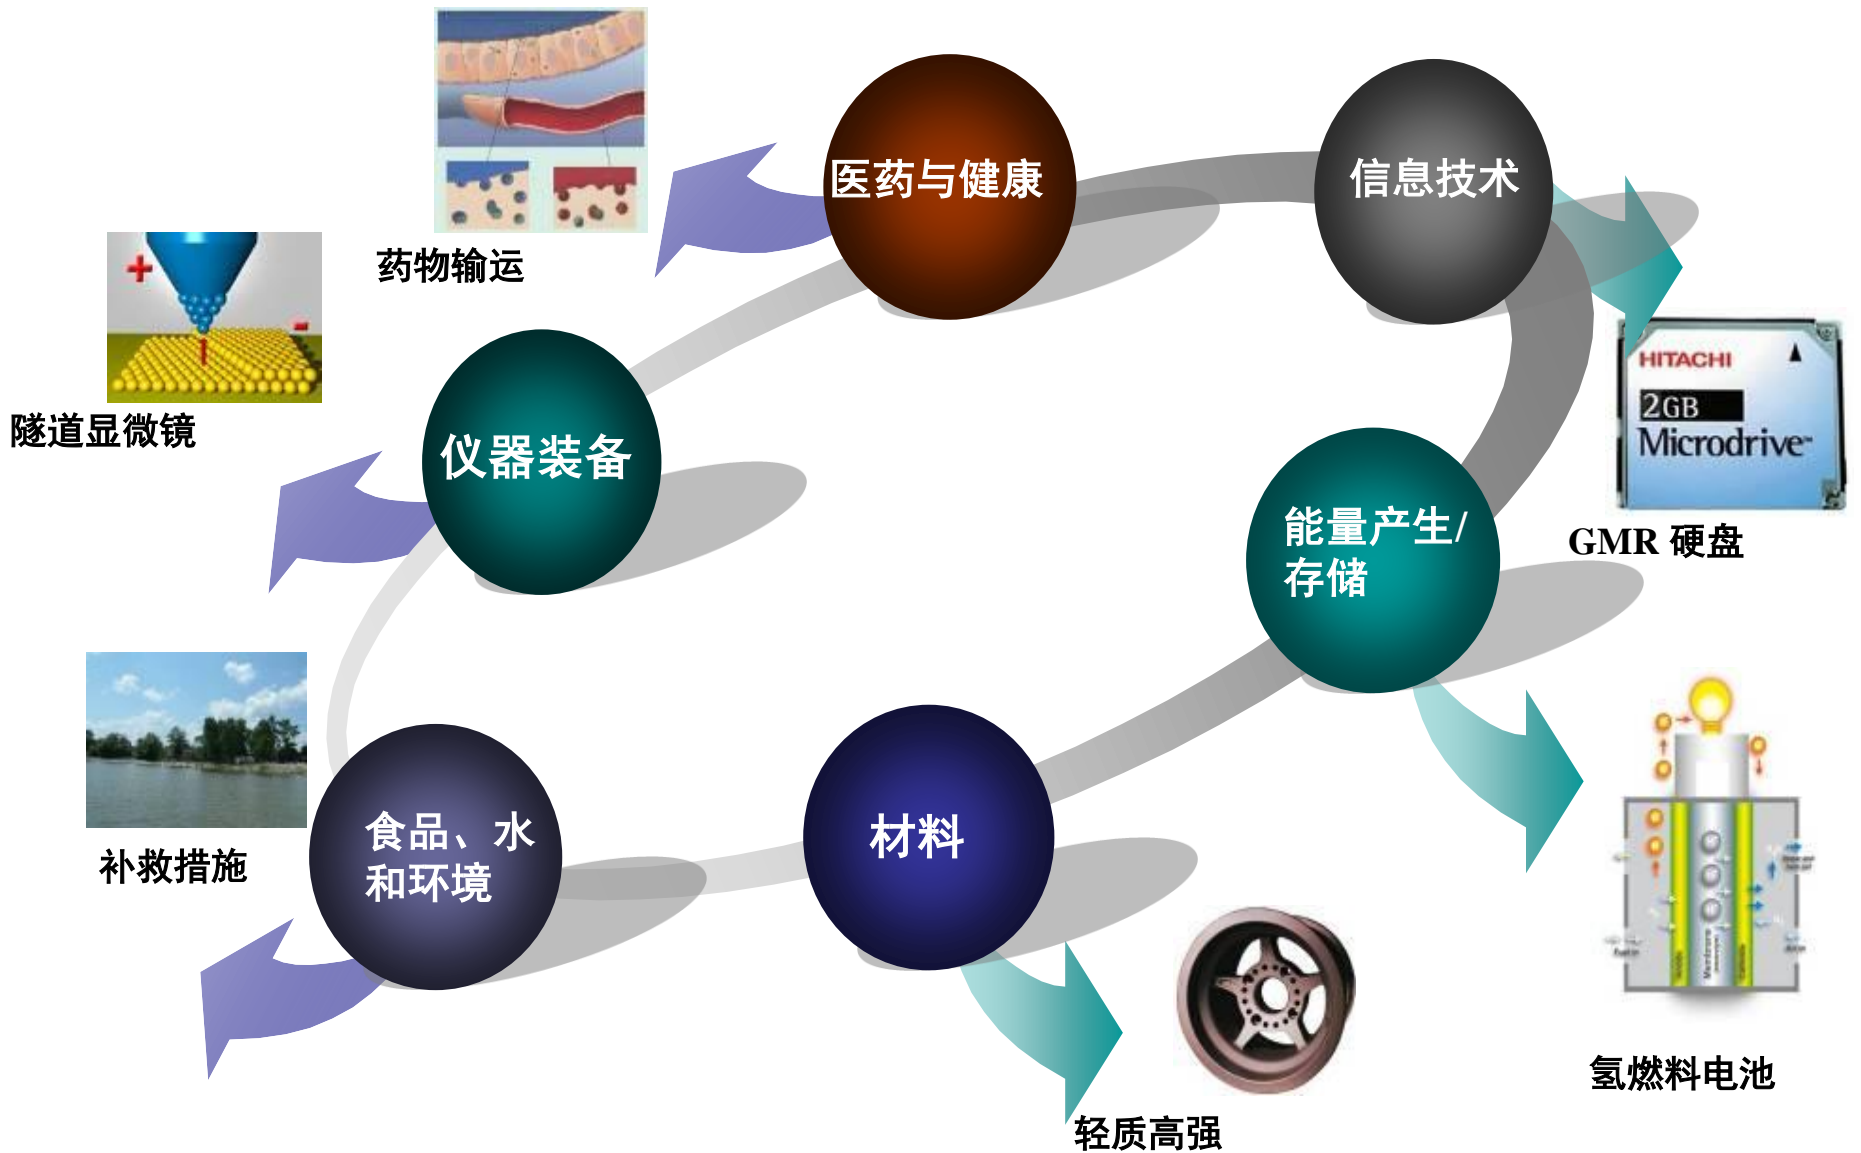 医药与健康
信息技术
药物输运
隧道显微镜
HITACHI
2GB
Microdrive™
仪器装备
能量产生/
存储
GMR 硬盘
补救措施
食品、水
和环境
材料
轻质高强
氢燃料电池